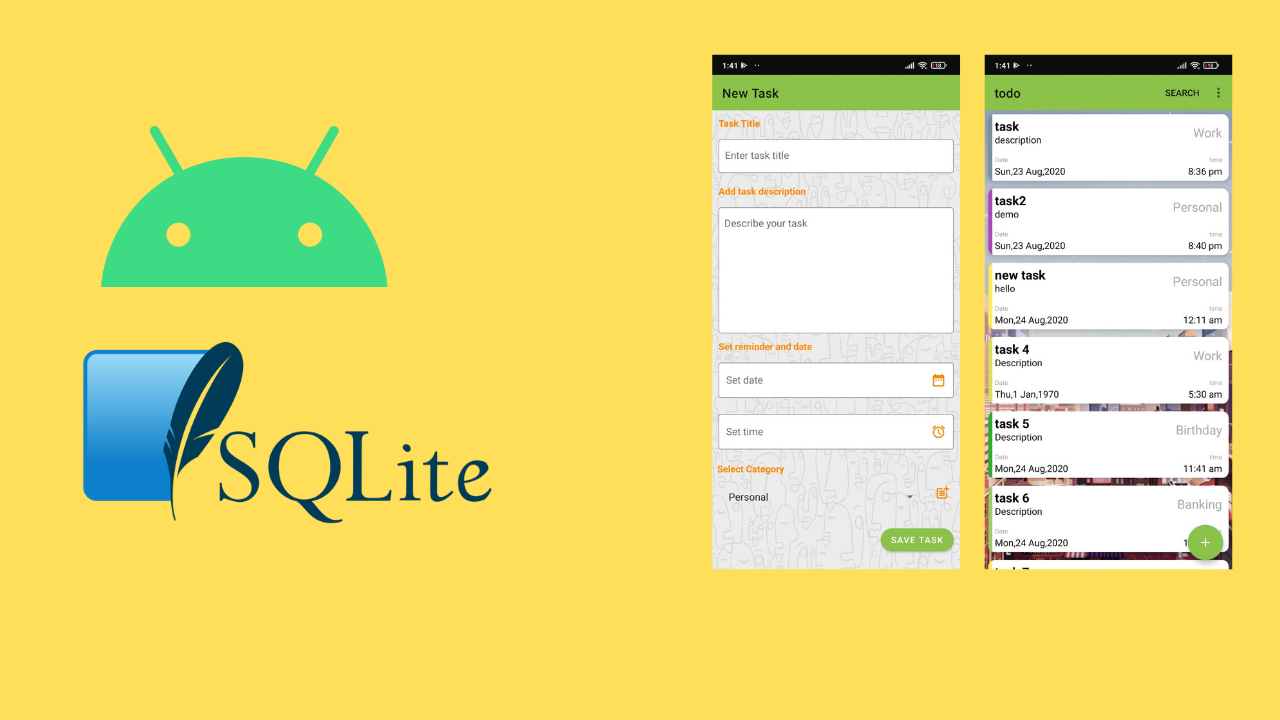 SQLite
1:41
18
New Task
Task Title
Enter task title
Add task description
Describe your task
Set reminder and date
Set date
Set time
Select Category
Personal
SAVE TASK
1:41
todo
SEARCH
task
Work
description
Date
time
Sun,23 Aug,2020
8:36 pm
task2
Personal
demo
Date
time
Sun,23 Aug,2020
8:40 pm
new task
Personal
hello
Date
time
Mon,24 Aug,2020
12:11 am
task 4
Work
Description
Date
time
Thu,1 Jan,1970
5:30 am
task 5
Birthday
Description
Date
time
Mon,24 Aug,2020
11:41 am
task 6
Banking
Description
Date
Mon,24 Aug,2020
+